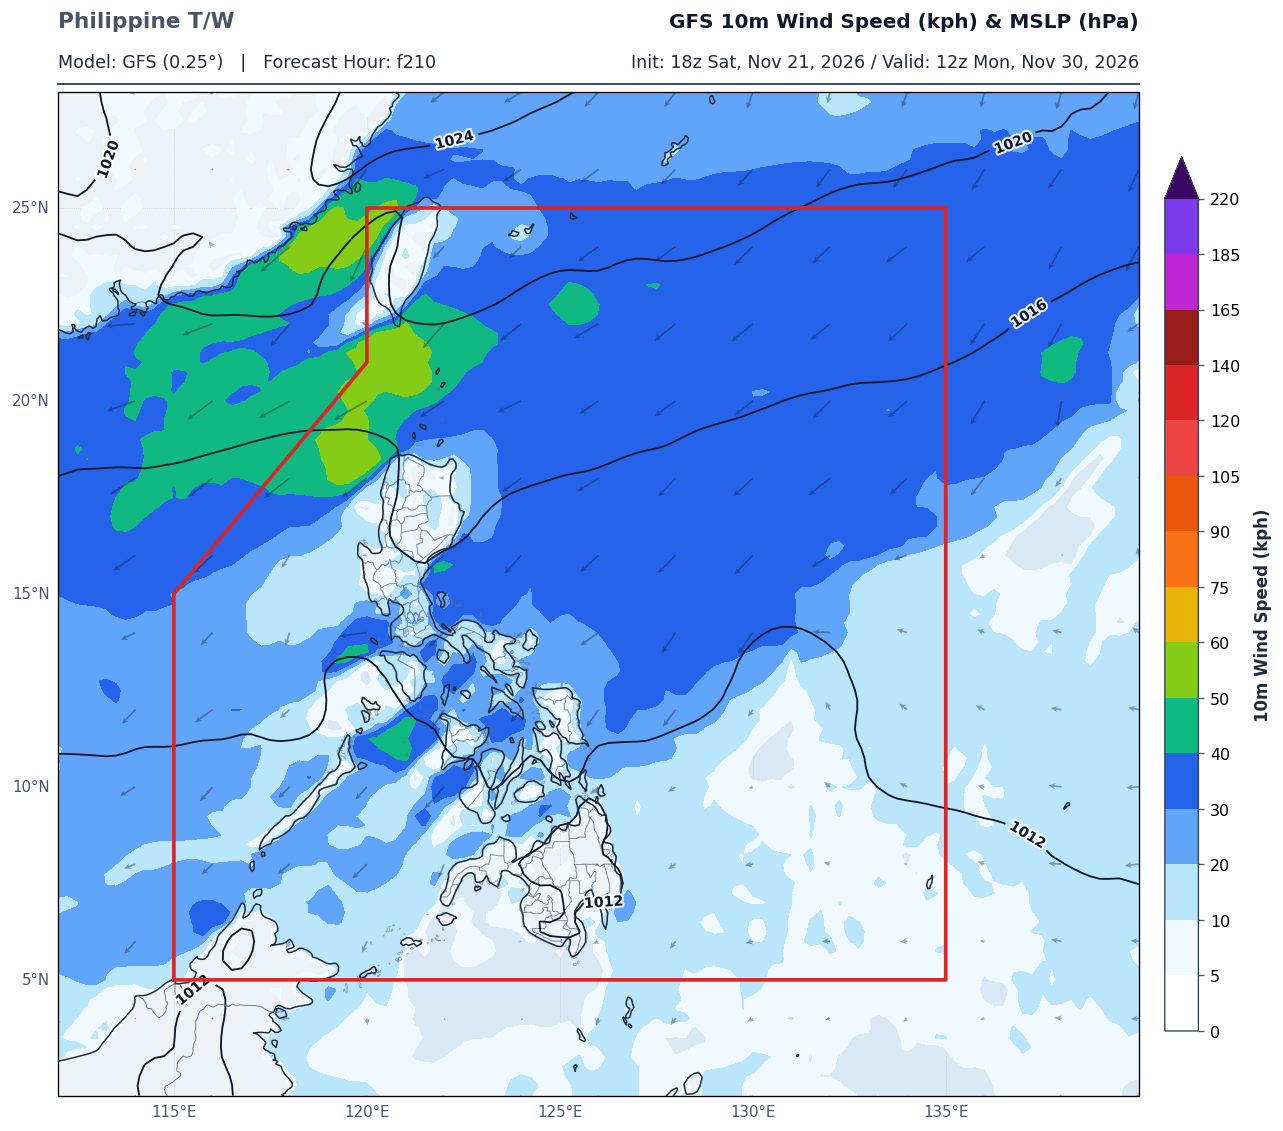 Philippine T/W
GFS 10m Wind Speed (kph) & MSLP (hPa)
Model: GFS (0.25°) | Forecast Hour: f210
Init: 18z Sat, Nov 21, 2026 / Valid: 12z Mon, Nov 30, 2026
1020
1024
1020
1016
1012
1012
1012
25°N
20°N
15°N
10°N
5°N
115°E
120°E
125°E
130°E
135°E
220
185
165
140
120
105
90
75
60
50
40
30
20
10
5
0
10m Wind Speed (kph)